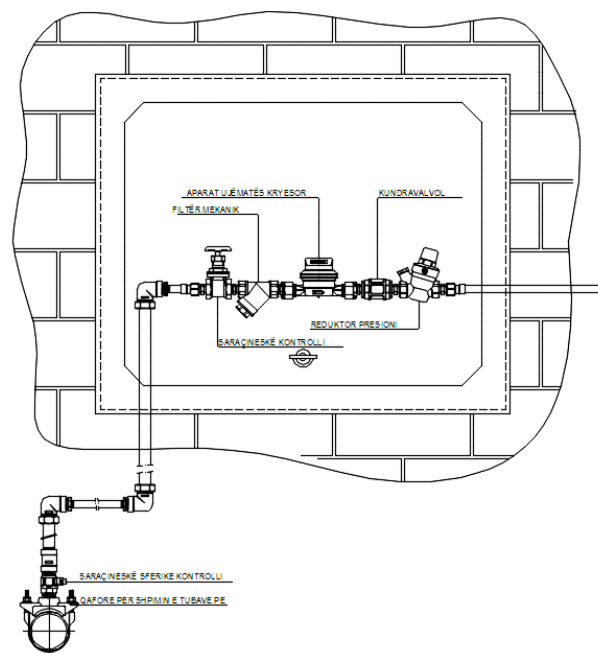 APARAT UJËMATËS KRYESOR
KUNDRAVALVOL
FILTËR MEKANIK
REDUKTOR PRESIONI
SARAÇINESKË KONTROLLI
SARAÇINESKË SFERIKE KONTROLLI
QAFORE PER SHPIMIN E TUBAVE PE